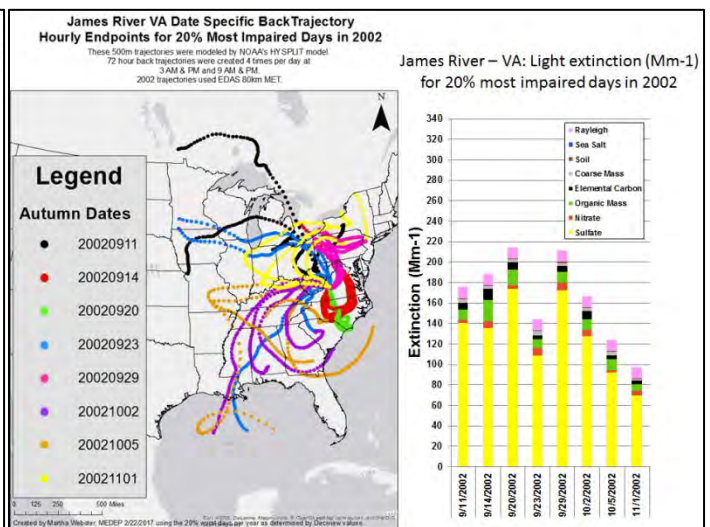 James River VA Date Specific BackTrajectory
Hourly Endpoints for 20% Most Impaired Days in 2002
These 500m trajectories were modeled by NOAA's HYSPLIT model.
72 hour back trajectories were created 4 times per day at
3 AM & PM and 9 AM & PM.
2002 trajectories used EDAS 80km MET.
N
Legend
Autumn Dates
20020911
20020914
20020920
20020923
20020929
20021002
20021005
20021101
0 125 250 500 Miles
Created by Martha Webster, MEDEP 2/22/2017 using the 20% worst days per year as determined by Deciview values.
James River – VA: Light extinction (Mm-1)
for 20% most impaired days in 2002
Extinction (Mm-1)
340
320
300
280
260
240
220
200
180
160
140
120
100
80
60
40
20
0
Rayleigh
Sea Salt
Soil
Coarse Mass
Elemental Carbon
Organic Mass
Nitrate
Sulfate
9/11/2002
9/14/2002
9/20/2002
9/23/2002
9/29/2002
10/2/2002
10/5/2002
11/1/2002